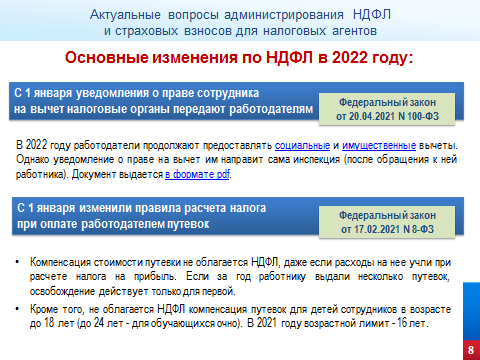 Актуальные вопросы администрирования НДФЛ
и страховых взносов для налоговых агентов
Основные изменения по НДФЛ в 2022 году:
С 1 января уведомления о праве сотрудника
на вычет налоговые органы передают работодателям
Федеральный закон
от 20.04.2021 N 100-ФЗ
В 2022 году работодатели продолжают предоставлять социальные и имущественные вычеты.
Однако уведомление о праве на вычет им направит сама инспекция (после обращения к ней
работника). Документ выдается в формате pdf.
С 1 января изменили правила расчета налога
при оплате работодателем путевок
Федеральный закон
от 17.02.2021 N 8-ФЗ
• Компенсация стоимости путевки не облагается НДФЛ, даже если расходы на нее учли при
расчете налога на прибыль. Если за год работнику выдали несколько путевок,
освобождение действует только для первой.
• Кроме того, не облагается НДФЛ компенсация путевок для детей сотрудников в возрасте
до 18 лет (до 24 лет - для обучающихся очно). В 2021 году возрастной лимит - 16 лет.
8